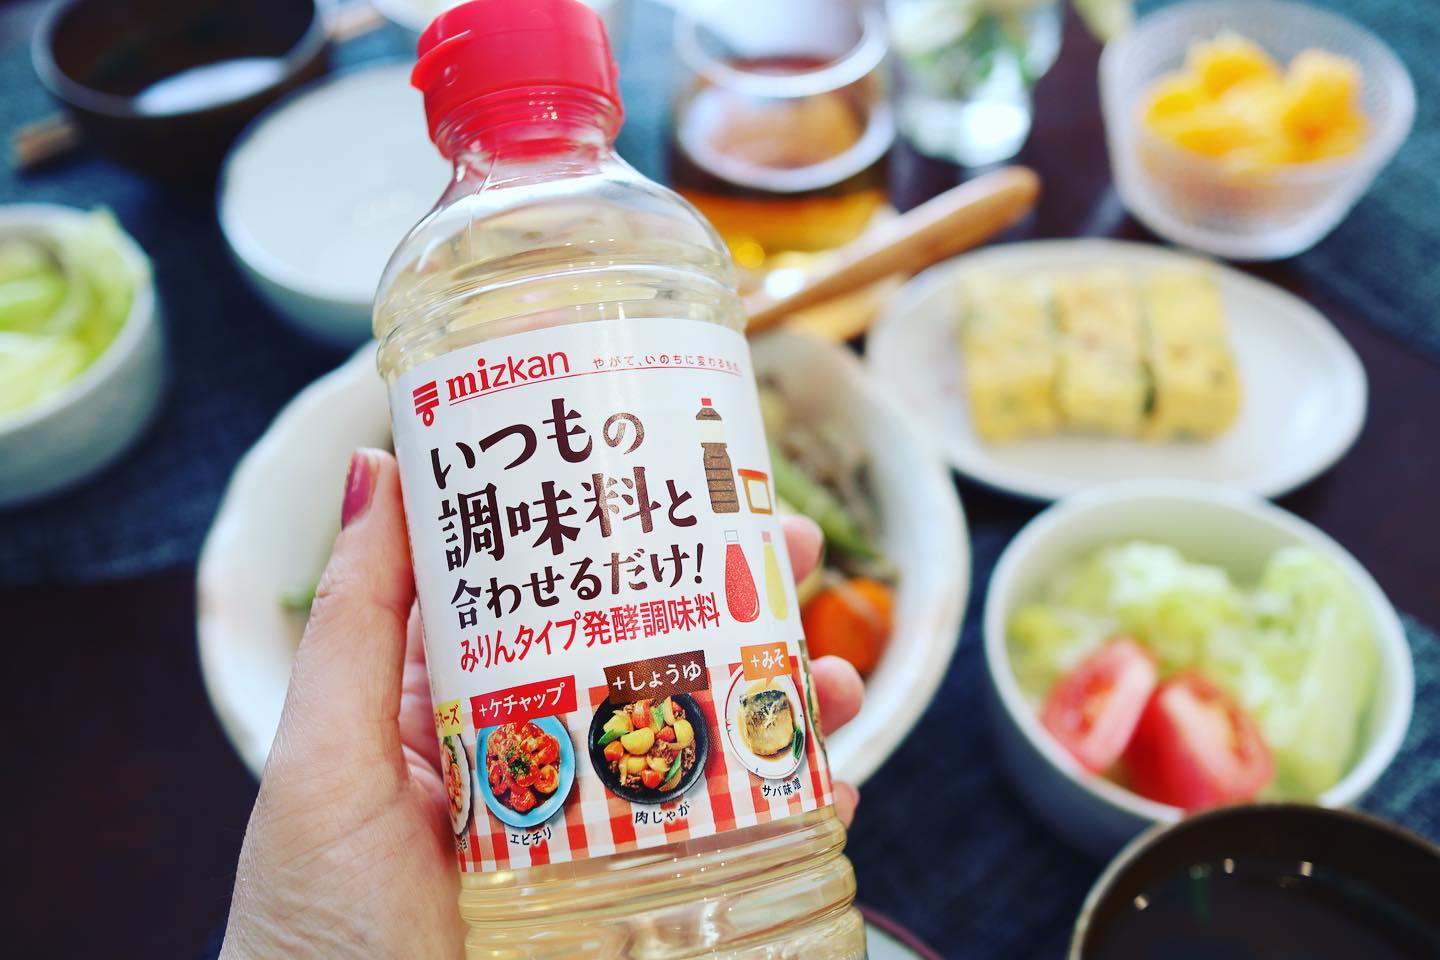 mizkan
やがて、いのちに変わるもの。
いつもの
調味料と
合わせるだけ!
みりんタイプ発酵調味料
+ケチャップ
+しょうゆ
+みそ
エビチリ
肉じゃが
サバ味噌